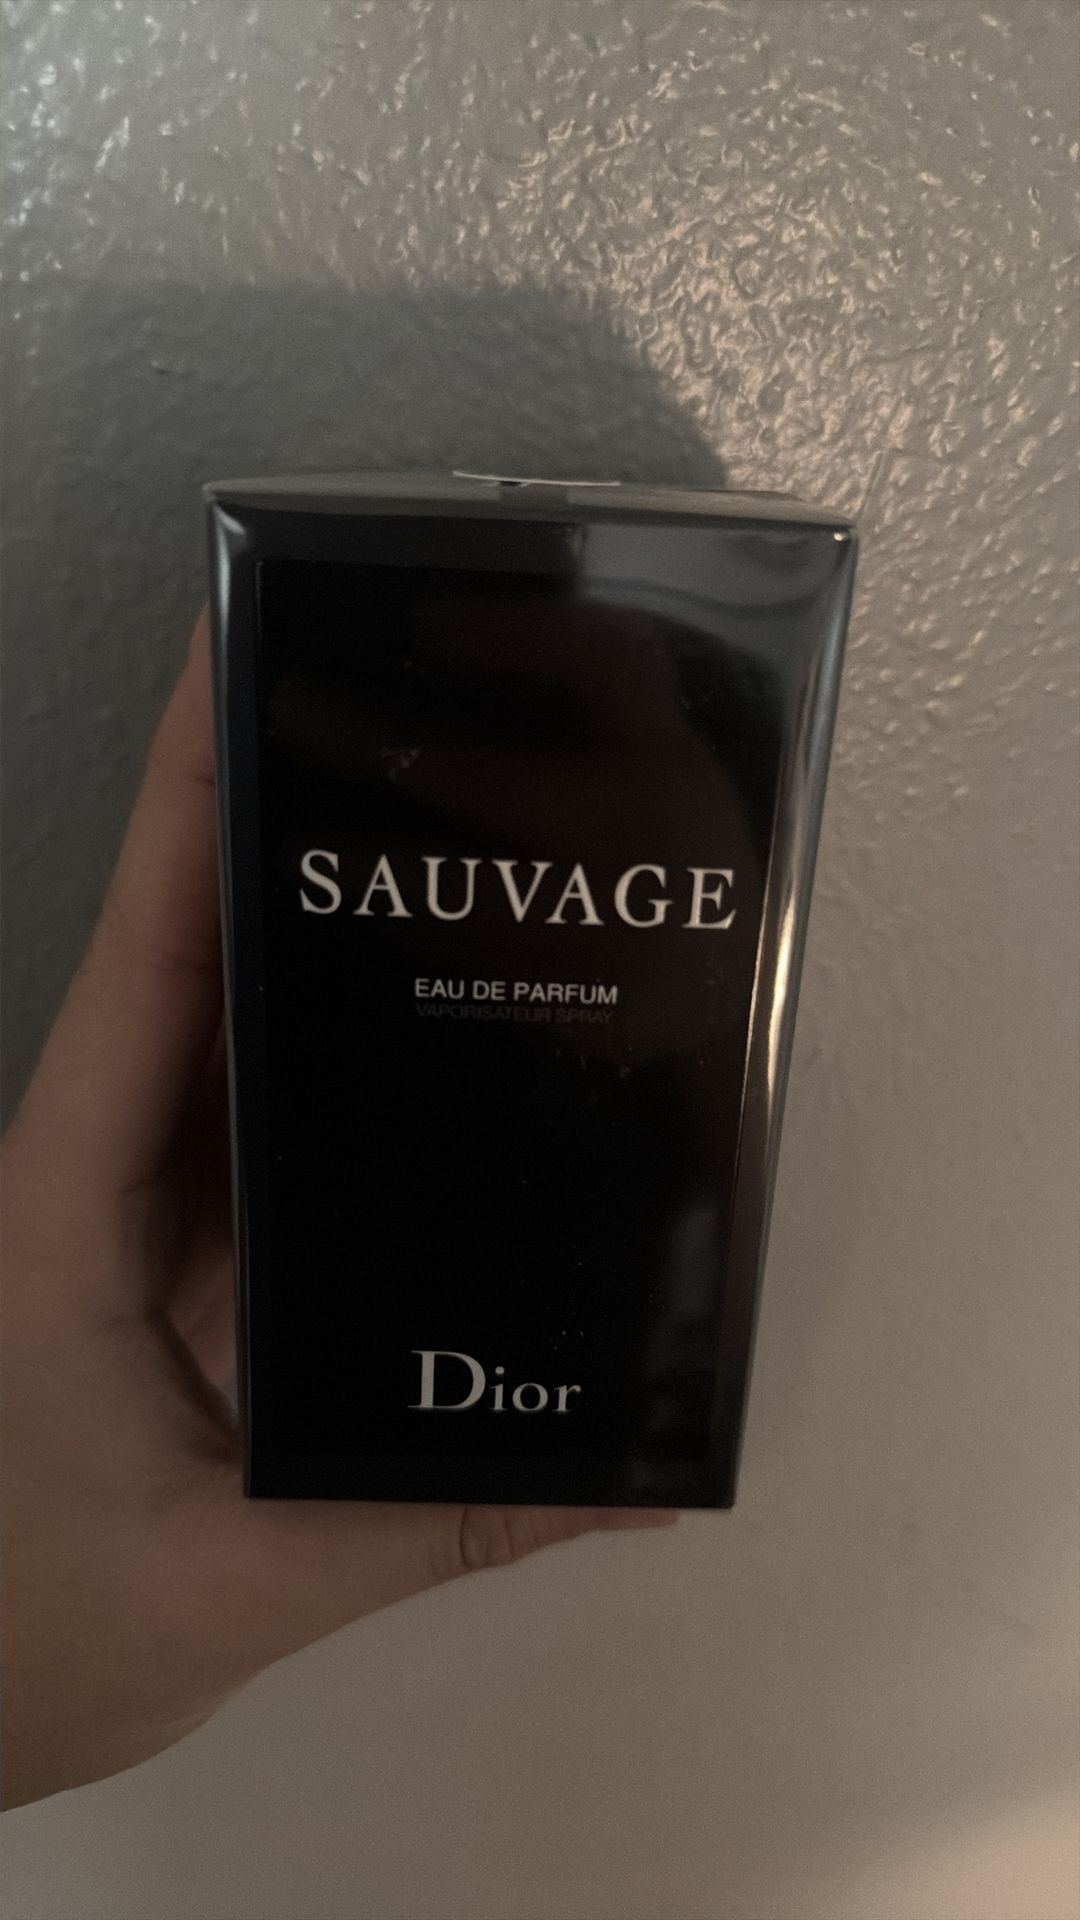 SAUVAGE
EAU DE PARFUM
VAPORISATEUR SPRAY
Dior